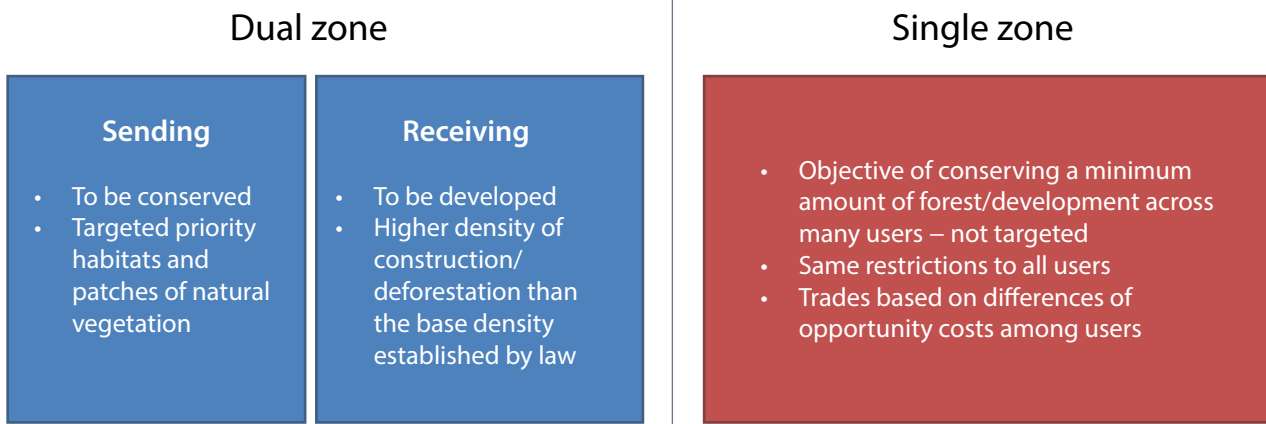 Dual zone
Sending
• To be conserved
• Targeted priority
habitats and
patches of natural
vegetation
Receiving
• To be developed
• Higher density of
construction/
deforestation than
the base density
established by law
Single zone
• Objective of conserving a minimum
amount of forest/development across
many users – not targeted
• Same restrictions to all users
• Trades based on differences of
opportunity costs among users